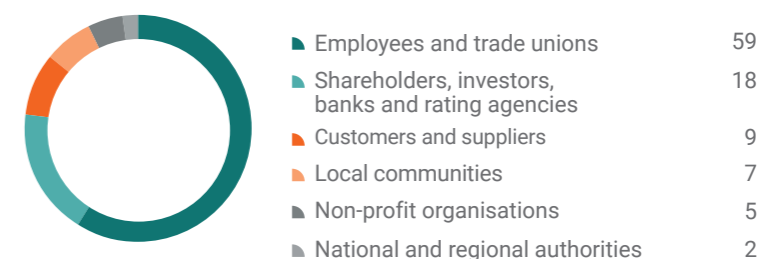 Employees and trade unions 59
Shareholders, investors, 18
banks and rating agencies
Customers and suppliers 9
Local communities 7
Non-profit organisations 5
National and regional authorities 2